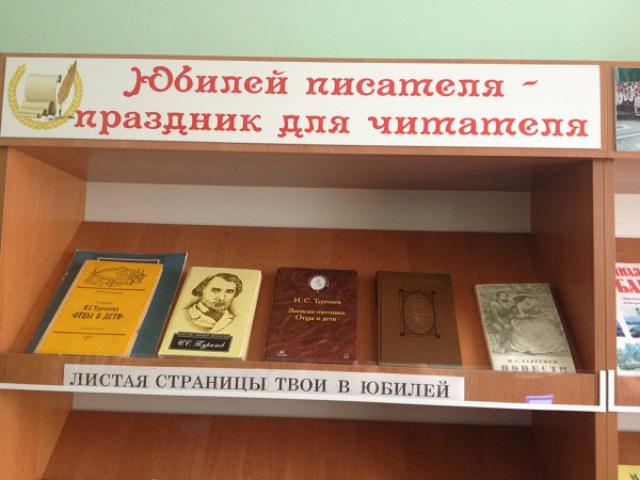 Юбилей писателя -
праздник для читателя
И.С. Тургенева
"ОТЦЫ И ДЕТИ"
И.С. Тургенев
И. С. Тургенев
Записки охотника
Отцы и дети
И.С. ТУРГЕНЕВ
ПОВЕСТИ
ЛИСТАЯ СТРАНИЦЫ ТВОИ В ЮБИЛЕЙ